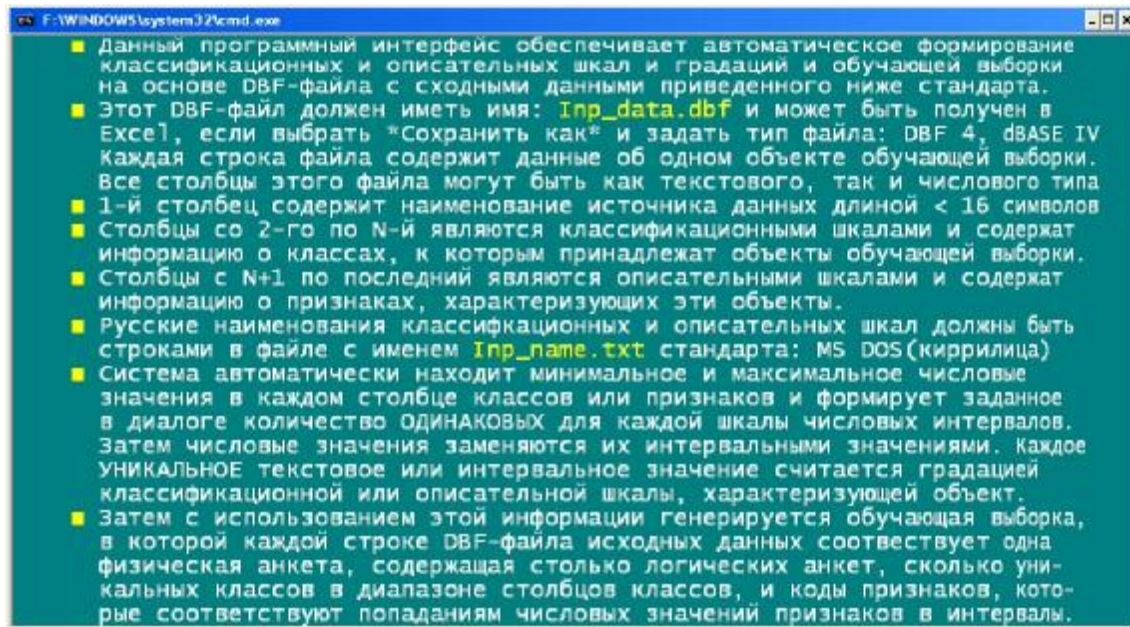 F:\WINDOWS\system32\cmd.exe
Данный программный интерфейс обеспечивает автоматическое формирование
классификационных и описательных шкал и градаций и обучающей выборки
на основе DBF-файла с сходными данными приведенного ниже стандарта.
Этот DBF-файл должен иметь имя: Inp_data.dbf и может быть получен в
Excel, если выбрать *Сохранить как* и задать тип файла: DBF 4, dBASE IV
Каждая строка файла содержит данные об одном объекте обучающей выборки.
Все столбцы этого файла могут быть как текстового, так и числового типа
1-й столбец содержит наименование источника данных длиной < 16 символов
Столбцы со 2-го по N-й являются классификационными шкалами и содержат
информацию о классах, к которым принадлежат объекты обучающей выборки.
Столбцы с N+1 по последний являются описательными шкалами и содержат
информацию о признаках, характеризующих эти объекты.
Русские наименования классифкационных и описательных шкал должны быть
строками в файле с именем Inp_name.txt стандарта: MS DOS(киррилица)
Система автоматически находит минимальное и максимальное числовые
значения в каждом столбце классов или признаков и формирует заданное
в диалоге количество ОДИНАКОВЫХ для каждой шкалы числовых интервалов.
Затем числовые значения заменяются их интервальными значениями. Каждое
УНИКАЛЬНОЕ текстовое или интервальное значение считается градацией
классификационной или описательной шкалы, характеризующей объект.
Затем с использованием этой информации генерируется обучающая выборка,
в которой каждой строке DBF-файла исходных данных соотвествует одна
физическая анкета, содержащая столько логических анкет, сколько уни-
кальных классов в диапазоне столбцов классов, и коды признаков, кото-
рые соответствуют попаданиям числовых значений признаков в интервалы.